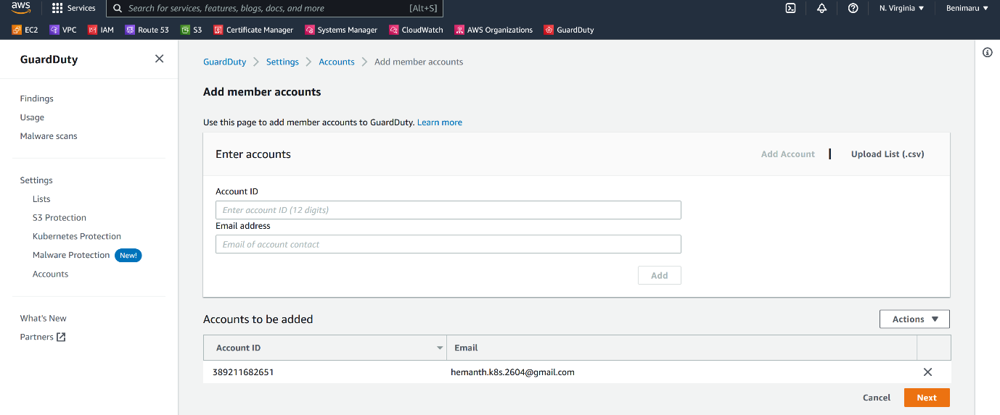 aws
Services
Search for services, features, blogs, docs, and more
[Alt+S]
N. Virginia ▼
Benimaru ▼
EC2
VPC
IAM
Route 53
S3
Certificate Manager
Systems Manager
CloudWatch
AWS Organizations
GuardDuty
GuardDuty
Findings
Usage
Malware scans
Settings
Lists
S3 Protection
Kubernetes Protection
Malware Protection New!
Accounts
What's New
Partners
GuardDuty > Settings > Accounts > Add member accounts
Add member accounts
Use this page to add member accounts to GuardDuty. Learn more
Enter accounts
Add Account | Upload List (.csv)
Account ID
Enter account ID (12 digits)
Email address
Email of account contact
Add
Accounts to be added
Actions ▼
Account ID Email
389211682651 hemanth.k8s.2604@gmail.com
Cancel Next